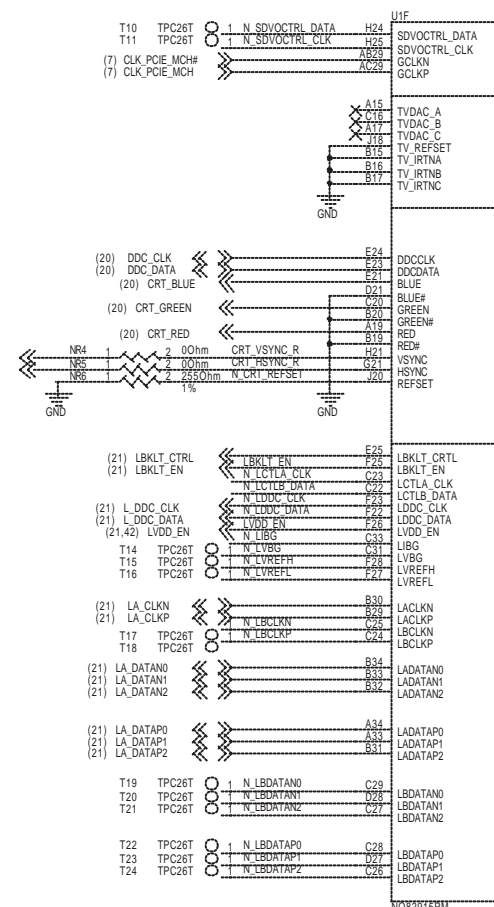 U1F
T10 TPC26T 1 N_SDVOCTRL_DATA H24 SDVOCTRL_DATA
T11 TPC26T 1 N_SDVOCTRL_CLK H25 SDVOCTRL_CLK
(7) CLK_PCIE_MCH# AB29 GCLKN
(7) CLK_PCIE_MCH AC29 GCLKP
A15 TVDAC_A
C16 TVDAC_B
A17 TVDAC_C
J18 TV_REFSET
B15 TV_IRTNA
B16 TV_IRTNB
B17 TV_IRTNC
GND
(20) DDC_CLK E24 DDCCLK
(20) DDC_DATA E23 DDCDATA
(20) CRT_BLUE E21 BLUE
D21 BLUE#
(20) CRT_GREEN C20 GREEN
B20 GREEN#
(20) CRT_RED A19 RED
B19 RED#
NR4 1 2 0Ohm CRT_VSYNC_R H21 VSYNC
NR5 1 2 0Ohm CRT_HSYNC_R G21 HSYNC
NR6 1 2 255Ohm N_CRT_REFSET J20 REFSET
1%
GND GND
(21) LBKLT_CTRL E25 LBKLT_CRTL
(21) LBKLT_EN LBKLT_EN F25 LBKLT_EN
N_LCTLA_CLK C23 LCTLA_CLK
N_LCTLB_DATA C22 LCTLB_DATA
(21) L_DDC_CLK N_LDDC_CLK F23 LDDC_CLK
(21) L_DDC_DATA N_LDDC_DATA F22 LDDC_DATA
(21,42) LVDD_EN LVDD_EN F26 LVDD_EN
N_LIBG C33 LIBG
T14 TPC26T 1 N_LVBG C31 LVBG
T15 TPC26T 1 N_LVREFH F28 LVREFH
T16 TPC26T 1 N_LVREFL F27 LVREFL
(21) LA_CLKN B30 LACLKN
(21) LA_CLKP B29 LACLKP
T17 TPC26T 1 N_LBCLKN C25 LBCLKN
T18 TPC26T 1 N_LBCLKP C24 LBCLKP
(21) LA_DATAN0 B34 LADATAN0
(21) LA_DATAN1 B33 LADATAN1
(21) LA_DATAN2 B32 LADATAN2
(21) LA_DATAP0 A34 LADATAP0
(21) LA_DATAP1 A33 LADATAP1
(21) LA_DATAP2 B31 LADATAP2
T19 TPC26T 1 N_LBDATAN0 C29 LBDATAN0
T20 TPC26T 1 N_LBDATAN1 D28 LBDATAN1
T21 TPC26T 1 N_LBDATAN2 C27 LBDATAN2
T22 TPC26T 1 N_LBDATAP0 C28 LBDATAP0
T23 TPC26T 1 N_LBDATAP1 D27 LBDATAP1
T24 TPC26T 1 N_LBDATAP2 C26 LBDATAP2